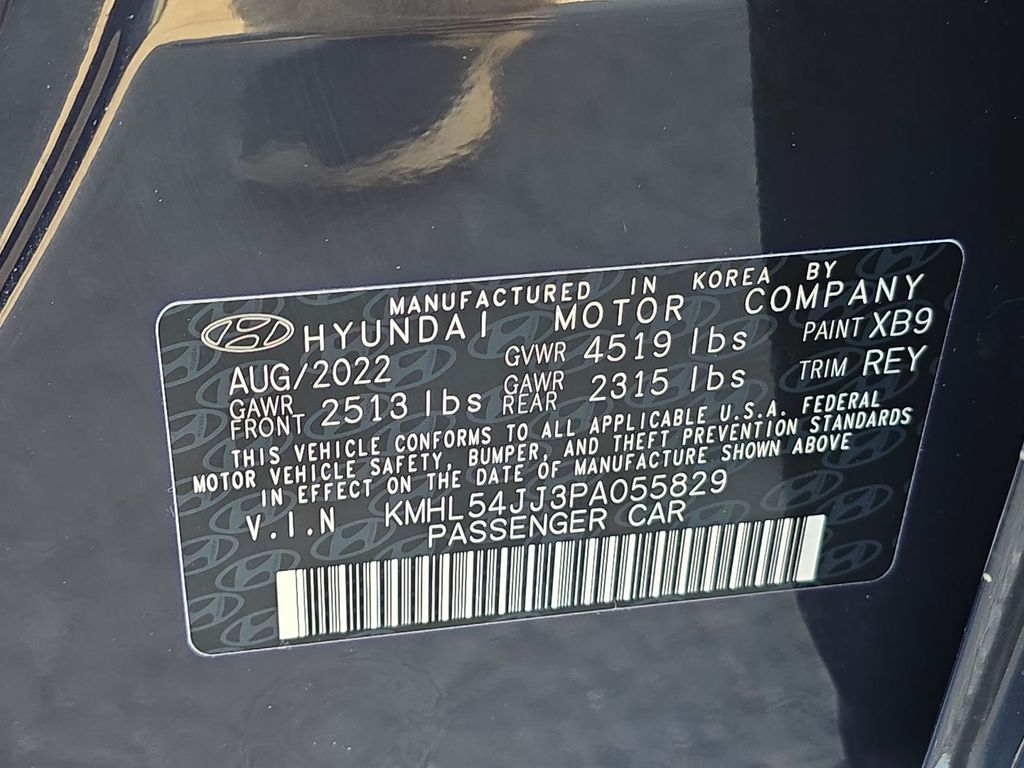 MANUFACTURED IN KOREA BY
HYUNDAI MOTOR COMPANY
AUG/2022 GVWR 4519 lbs PAINT XB9
GAWR FRONT 2513 lbs GAWR REAR 2315 lbs TRIM REY
THIS VEHICLE CONFORMS TO ALL APPLICABLE U.S.A. FEDERAL
MOTOR VEHICLE SAFETY, BUMPER, AND THEFT PREVENTION STANDARDS
IN EFFECT ON THE DATE OF MANUFACTURE SHOWN ABOVE
V.I.N KMHL54JJ3PA055829
PASSENGER CAR